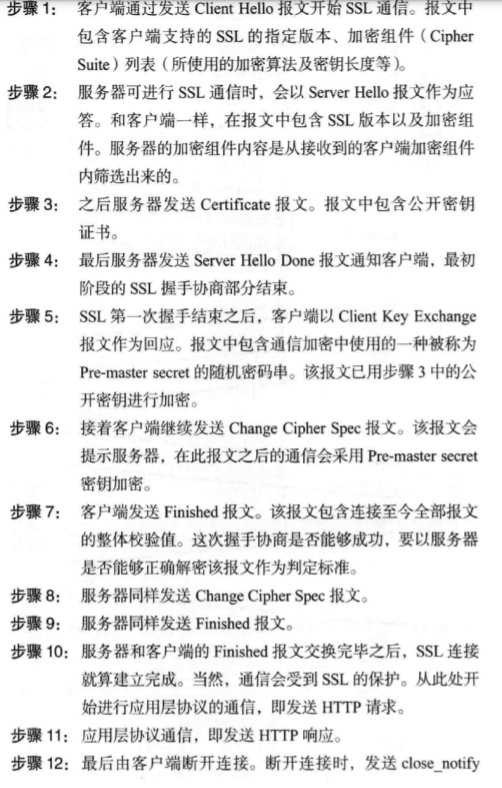 步骤 1： 客户端通过发送 Client Hello 报文开始 SSL 通信。报文中
包含客户端支持的 SSL 的指定版本、加密组件（Cipher
Suite）列表（所使用的加密算法及密钥长度等）。
步骤 2： 服务器可进行 SSL 通信时，会以 Server Hello 报文作为应
答。和客户端一样，在报文中包含 SSL 版本以及加密组
件。服务器的加密组件内容是从接收到的客户端加密组件
内筛选出来的。
步骤 3： 之后服务器发送 Certificate 报文。报文中包含公开密钥
证书。
步骤 4： 最后服务器发送 Server Hello Done 报文通知客户端，最初
阶段的 SSL 握手协商部分结束。
步骤 5： SSL 第一次握手结束之后，客户端以 Client Key Exchange
报文作为回应。报文中包含通信加密中使用的一种被称为
Pre-master secret 的随机密码串。该报文已用步骤 3 中的公
开密钥进行加密。
步骤 6： 接着客户端继续发送 Change Cipher Spec 报文。该报文会
提示服务器，在此报文之后的通信会采用 Pre-master secret
密钥加密。
步骤 7： 客户端发送 Finished 报文。该报文包含连接至今全部报文
的整体校验值。这次握手协商是否能够成功，要以服务器
是否能够正确解密该报文作为判定标准。
步骤 8： 服务器同样发送 Change Cipher Spec 报文。
步骤 9： 服务器同样发送 Finished 报文。
步骤 10： 服务器和客户端的 Finished 报文交换完毕之后，SSL 连接
就算建立完成。当然，通信会受到 SSL 的保护。从此处开
始进行应用层协议的通信，即发送 HTTP 请求。
步骤 11： 应用层协议通信，即发送 HTTP 响应。
步骤 12： 最后由客户端断开连接。断开连接时，发送 close_notify